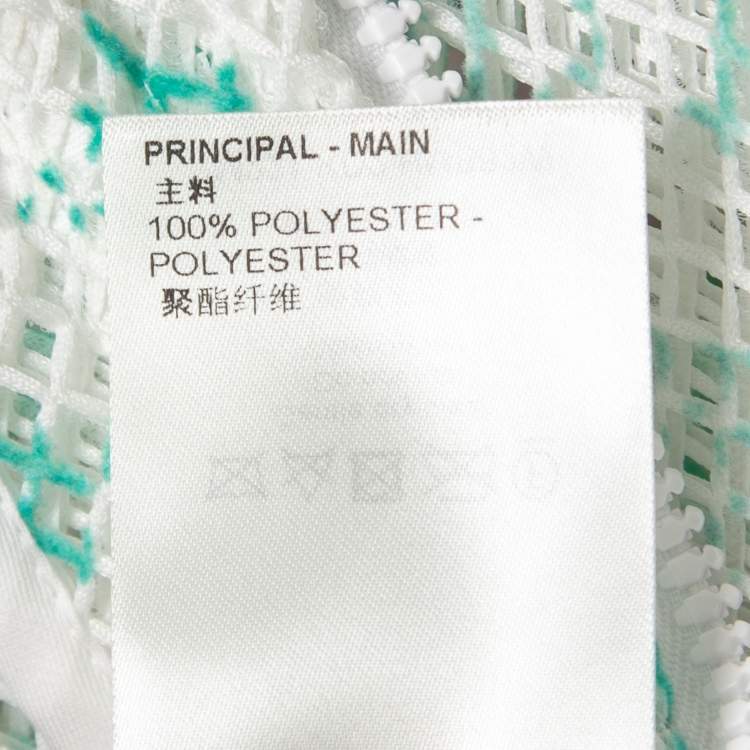 PRINCIPAL - MAIN
主料
100% POLYESTER -
POLYESTER
聚酯纤维